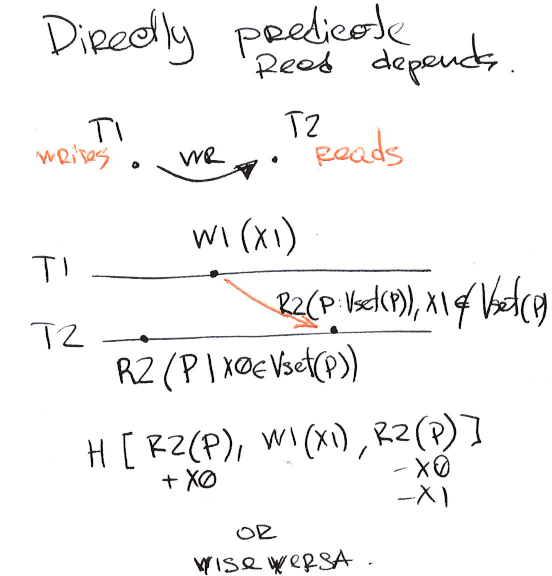 Directly predicate
Read depends.
T1 T2
writes WR Reads
W1(X1)
T1
R2(P:Vset(P)), X1∉Vset(P)
T2
R2(P|X0∈Vset(P))
H[R2(P), W1(X1), R2(P)]
+X0 -X0
-X1
OR
WISE WERSA.